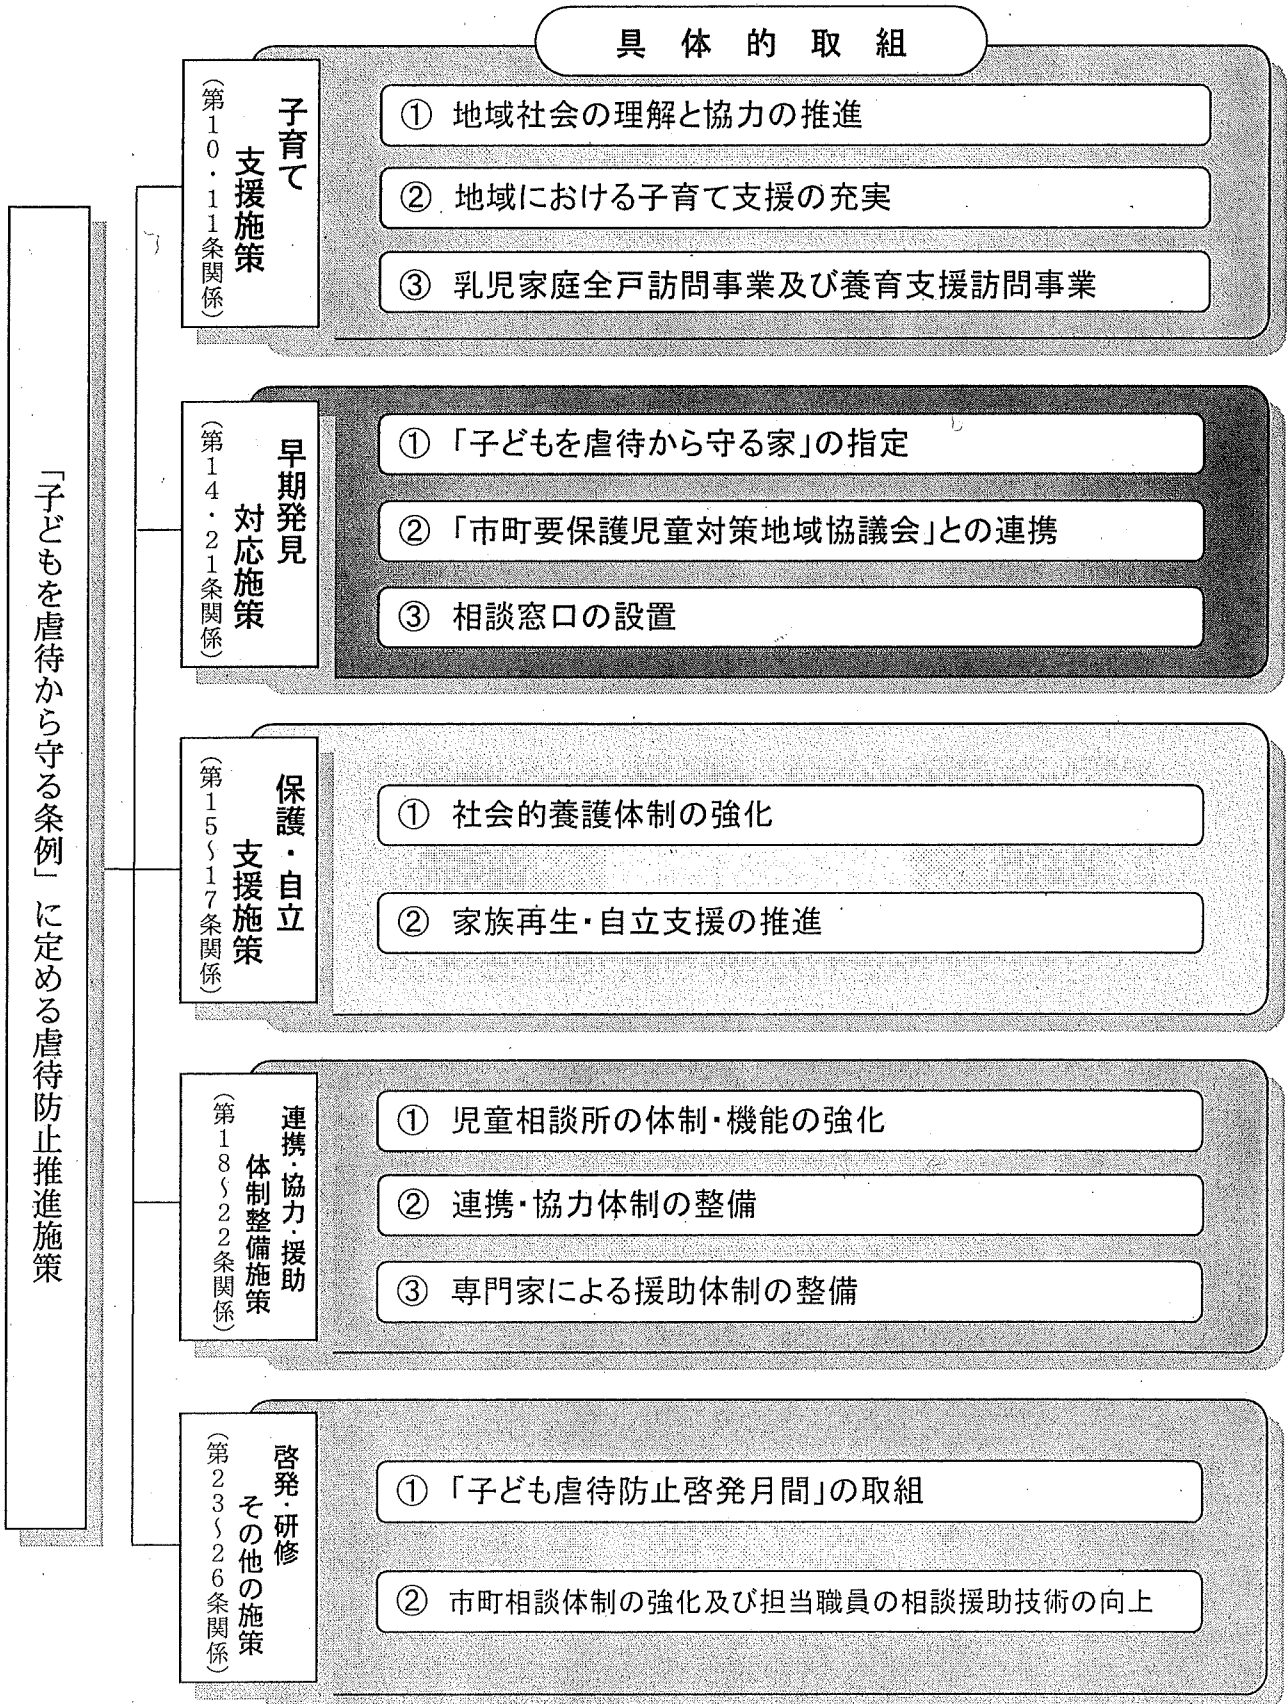 具体的取組
「子どもを虐待から守る条例」に定める虐待防止推進施策
子育て
支援施策
（第10・11条関係）
① 地域社会の理解と協力の推進
② 地域における子育て支援の充実
③ 乳児家庭全戸訪問事業及び養育支援訪問事業
早期発見
対応施策
（第14・21条関係）
① 「子どもを虐待から守る家」の指定
② 「市町要保護児童対策地域協議会」との連携
③ 相談窓口の設置
保護・自立
支援施策
（第15～17条関係）
① 社会的養護体制の強化
② 家族再生・自立支援の推進
連携・協力・援助
体制整備施策
（第18～22条関係）
① 児童相談所の体制・機能の強化
② 連携・協力体制の整備
③ 専門家による援助体制の整備
啓発・研修
その他の施策
（第23～26条関係）
① 「子ども虐待防止啓発月間」の取組
② 市町相談体制の強化及び担当職員の相談援助技術の向上